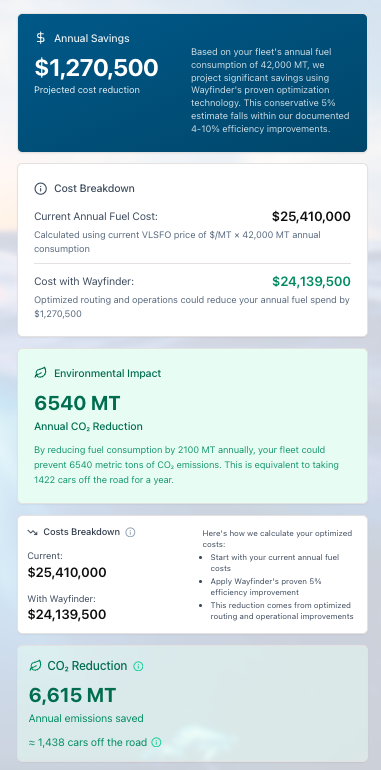 Annual Savings
$1,270,500
Projected cost reduction
Based on your fleet's annual fuel
consumption of 42,000 MT, we
project significant savings using
Wayfinder's proven optimization
technology. This conservative 5%
estimate falls within our documented
4-10% efficiency improvements.
Cost Breakdown
Current Annual Fuel Cost:
$25,410,000
Calculated using current VLSFO price of $/MT × 42,000 MT annual
consumption
Cost with Wayfinder:
$24,139,500
Optimized routing and operations could reduce your annual fuel spend by
$1,270,500
Environmental Impact
6540 MT
Annual CO₂ Reduction
By reducing fuel consumption by 2100 MT annually, your fleet could
prevent 6540 metric tons of CO₂ emissions. This is equivalent to taking
1422 cars off the road for a year.
Costs Breakdown
Current:
$25,410,000
With Wayfinder:
$24,139,500
Here's how we calculate your optimized
costs:
• Start with your current annual fuel
costs
• Apply Wayfinder's proven 5%
efficiency improvement
• This reduction comes from optimized
routing and operational improvements
CO₂ Reduction
6,615 MT
Annual emissions saved
≈ 1,438 cars off the road